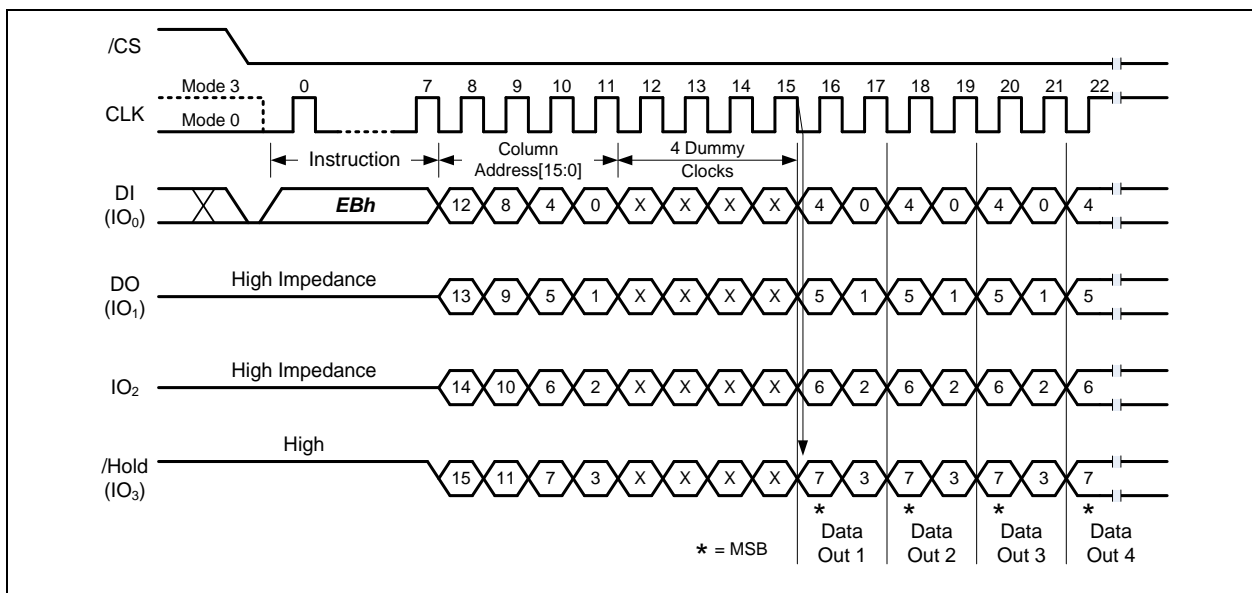 /CS
Mode 3 0 7 8 9 10 11 12 13 14 15 16 17 18 19 20 21 22
CLK
Mode 0
Instruction Column Address[15:0] 4 Dummy Clocks
DI (IO0) EBh 12 8 4 0 X X X X 4 0 4 0 4 0 4
High Impedance
DO (IO1) 13 9 5 1 X X X X 5 1 5 1 5 1 5
High Impedance
IO2 14 10 6 2 X X X X 6 2 6 2 6 2 6
High
/Hold (IO3) 15 11 7 3 X X X X 7 3 7 3 7 3 7
* * * *
* = MSB
Data Out 1 Data Out 2 Data Out 3 Data Out 4